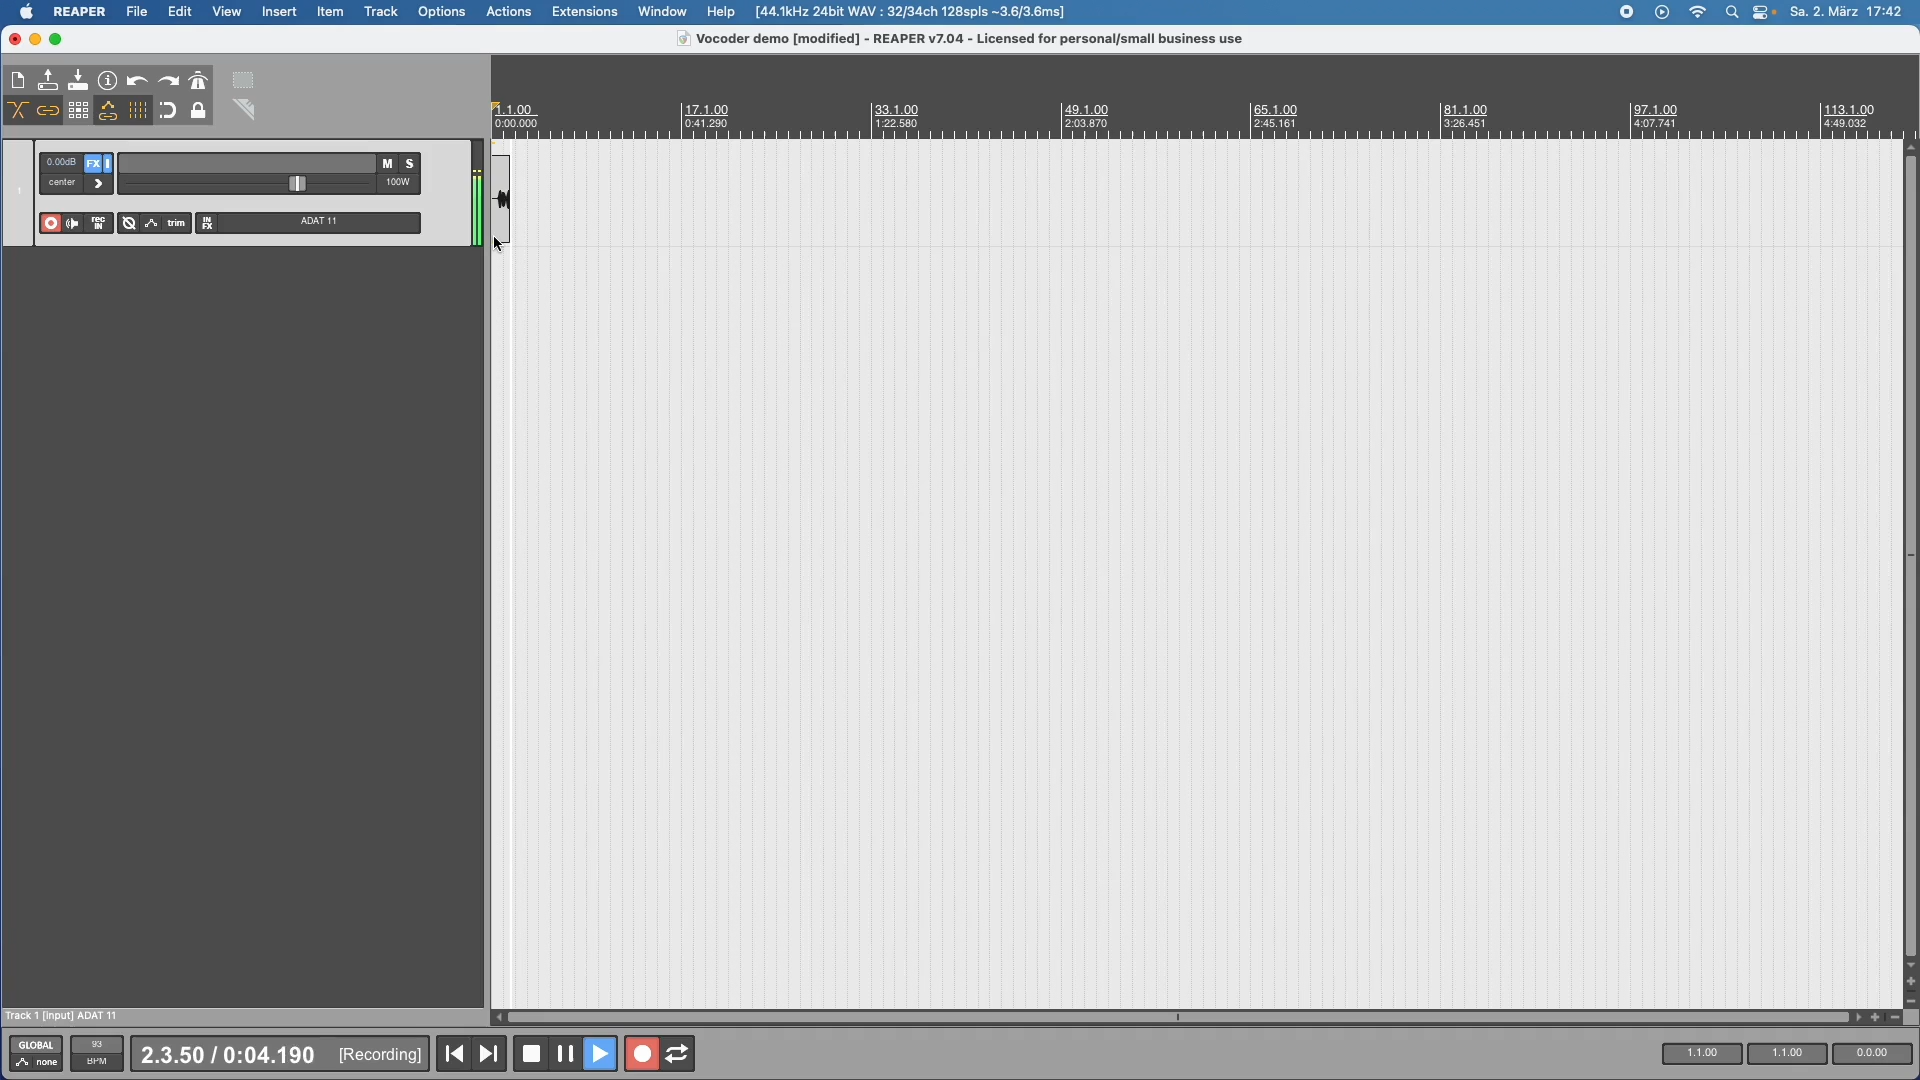 REAPER File Edit View Insert Item Track Options Actions Extensions Window Help [44.1kHz 24bit WAV : 32/34ch 128spls ~3.6/3.6ms] Sa. 2. März 17:42
Vocoder demo [modified] - REAPER v7.04 - Licensed for personal/small business use
1.1.00 17.1.00 33.1.00 49.1.00 65.1.00 81.1.00 97.1.00 113.1.00
0:00.000 0:41.290 1:22.580 2:03.870 2:45.161 3:26.451 4:07.741 4:49.032
0.00dB FX M S
center 100W
1
rec IN trim IN FX ADAT 11
Track 1 [input] ADAT 11
GLOBAL 93
none BPM
2.3.50 / 0:04.190 [Recording] 1.1.00 1.1.00 0.0.00